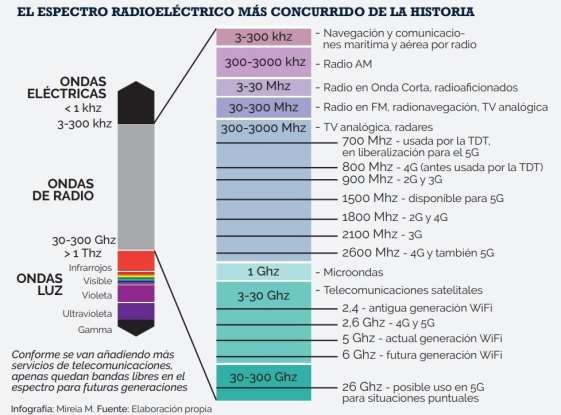 EL ESPECTRO RADIOELÉCTRICO MÁS CONCURRIDO DE LA HISTORIA
ONDAS
ELÉCTRICAS
< 1 khz
3-300 khz
ONDAS
DE RADIO
30-300 Ghz
> 1 Thz
Infrarrojos
ONDAS
LUZ
Visible
Violeta
Ultravioleta
Gamma
3-300 khz
- Navegación y comunicacio-
nes marítima y aérea por radio
300-3000 khz
- Radio AM
3-30 Mhz
- Radio en Onda Corta, radioaficionados
30-300 Mhz
- Radio en FM, radionavegación, TV analógica
300-3000 Mhz
- TV analógica, radares
700 Mhz - usada por la TDT,
en liberalización para el 5G
800 Mhz - 4G (antes usada por la TDT)
900 Mhz - 2G y 3G
1500 Mhz - disponible para 5G
1800 Mhz - 2G y 4G
2100 Mhz - 3G
2600 Mhz - 4G y también 5G
1 Ghz
- Microondas
3-30 Ghz
- Telecomunicaciones satelitales
2,4 - antigua generación WiFi
2,6 Ghz - 4G y 5G
5 Ghz - actual generación WiFi
6 Ghz - futura generación WiFi
30-300 Ghz
26 Ghz - posible uso en 5G
para situaciones puntuales
Conforme se van añadiendo más
servicios de telecomunicaciones,
apenas quedan bandas libres en el
espectro para futuras generaciones
Infografía: Mireia M. Fuente: Elaboración propia